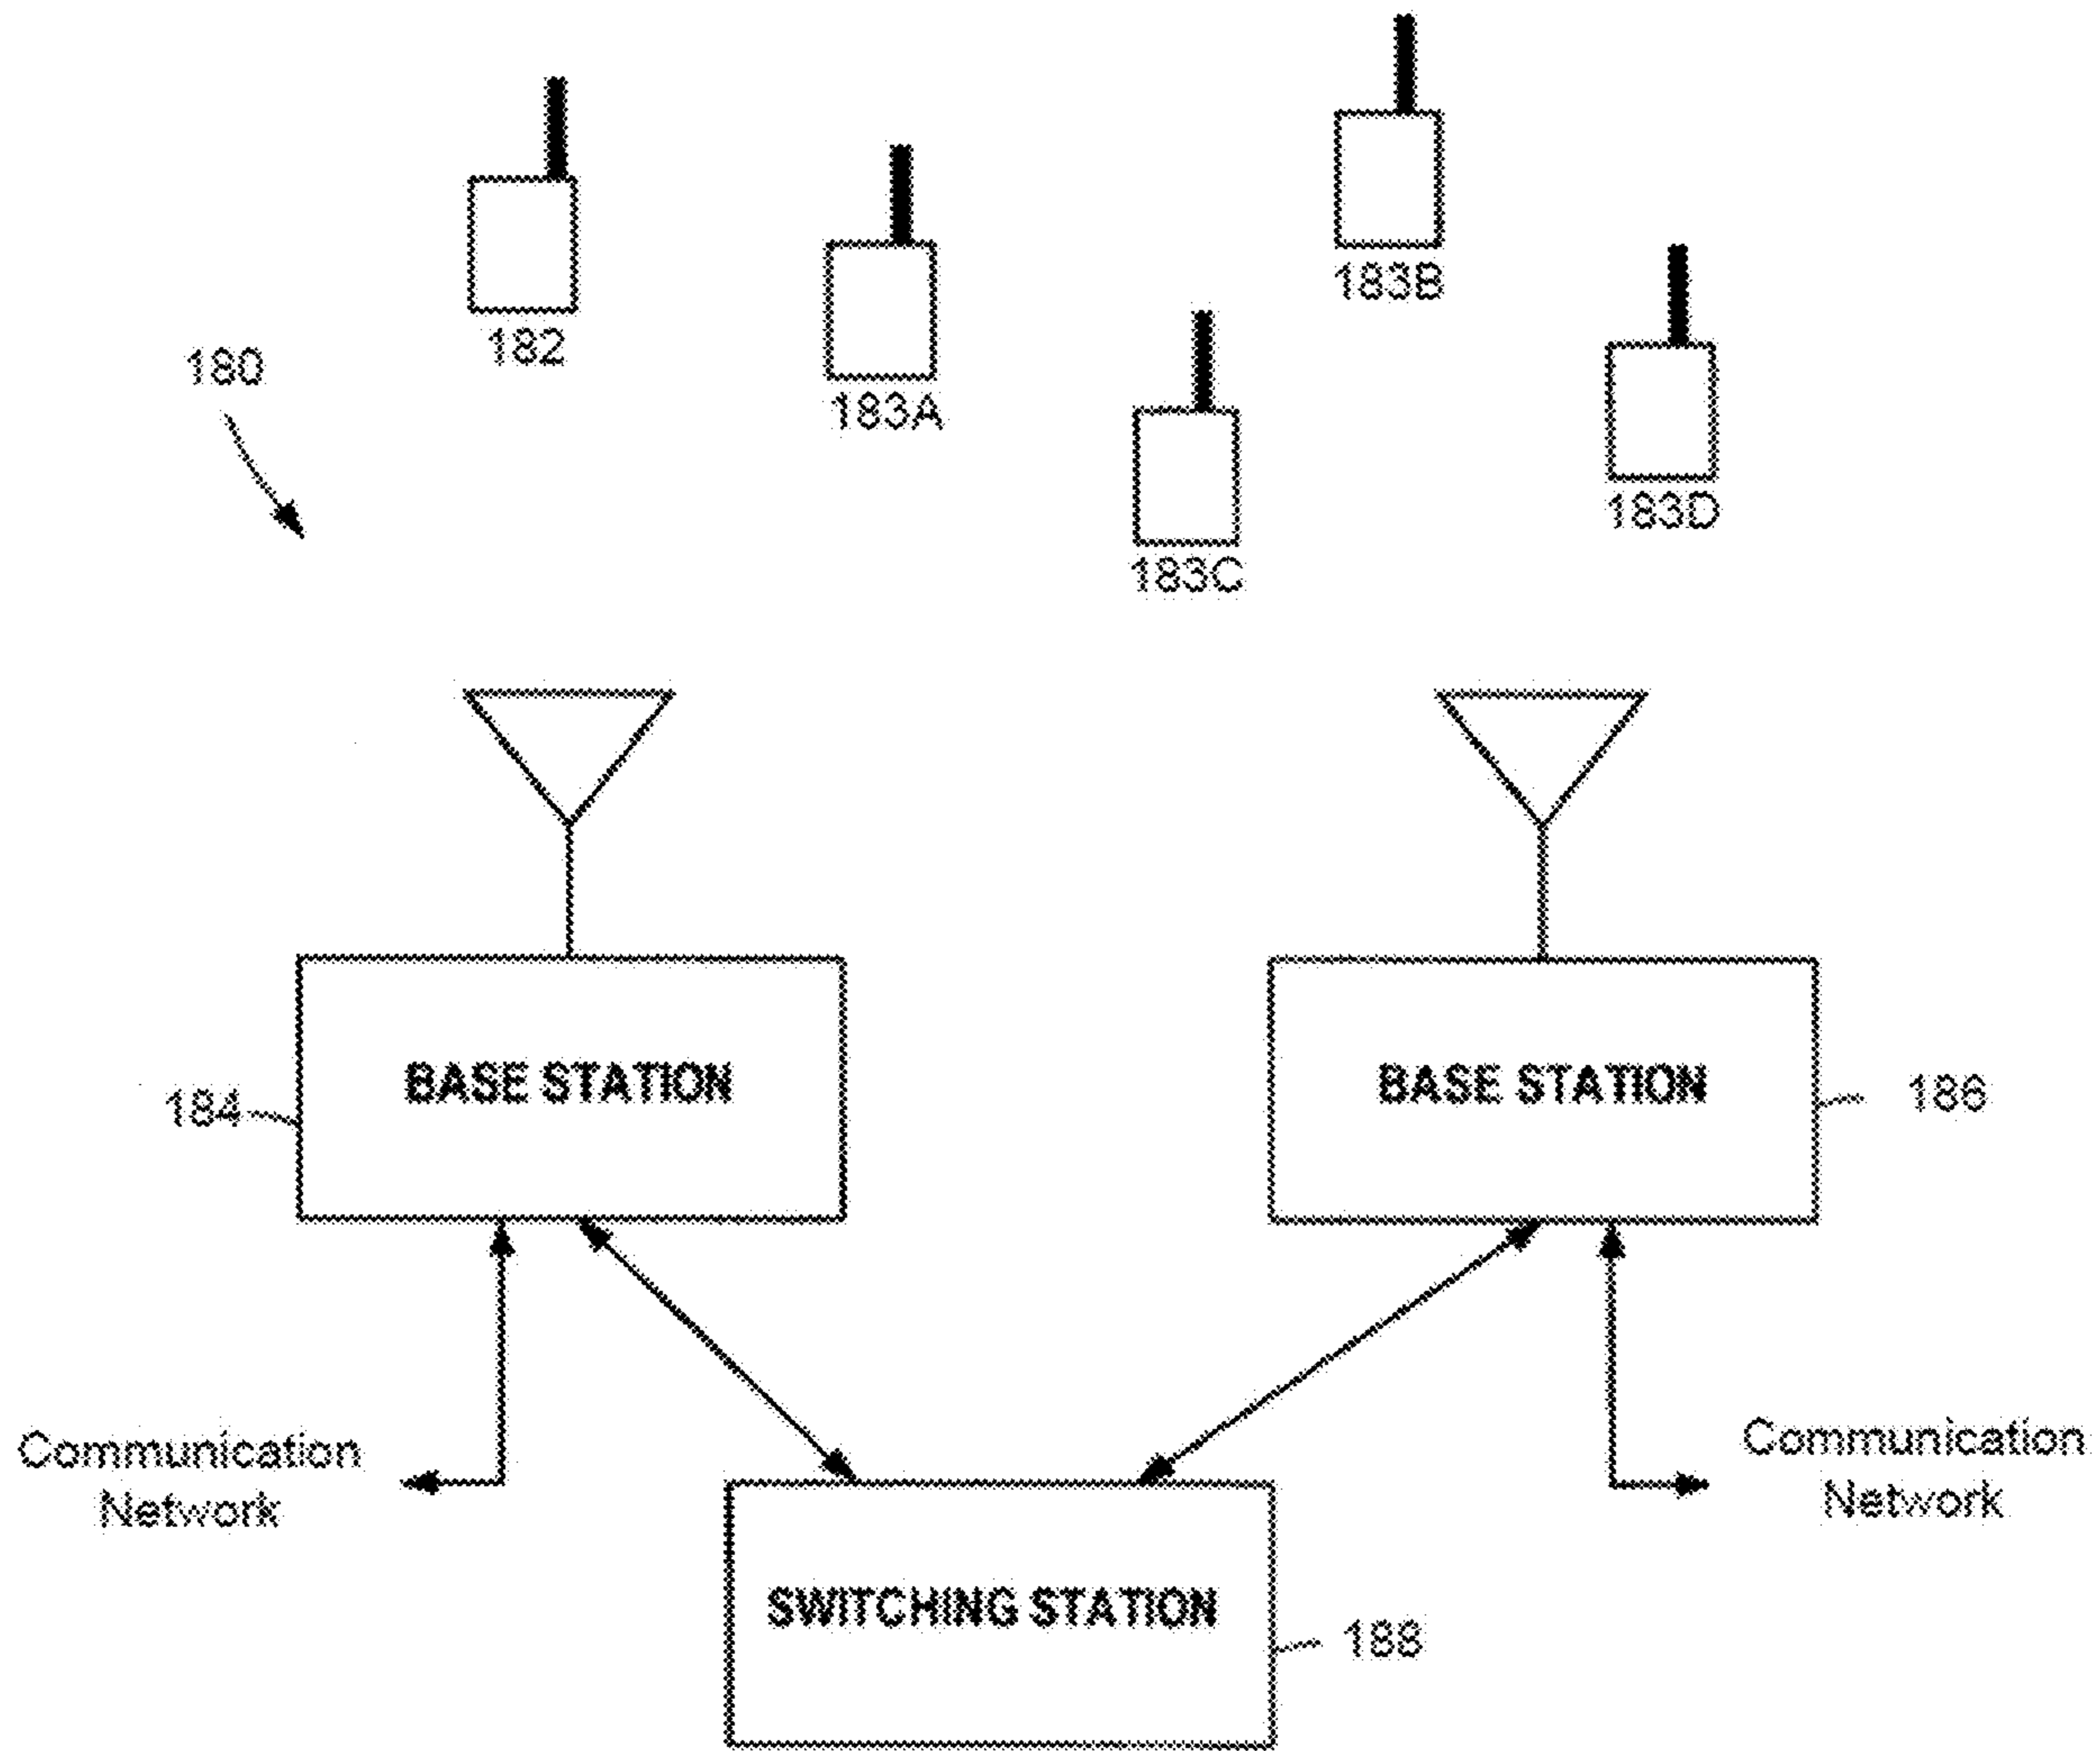 183B
182
180
183A
183D
183C
BASE STATION
BASE STATION
184
186
Communication
Network
Communication
Network
SWITCHING STATION
188